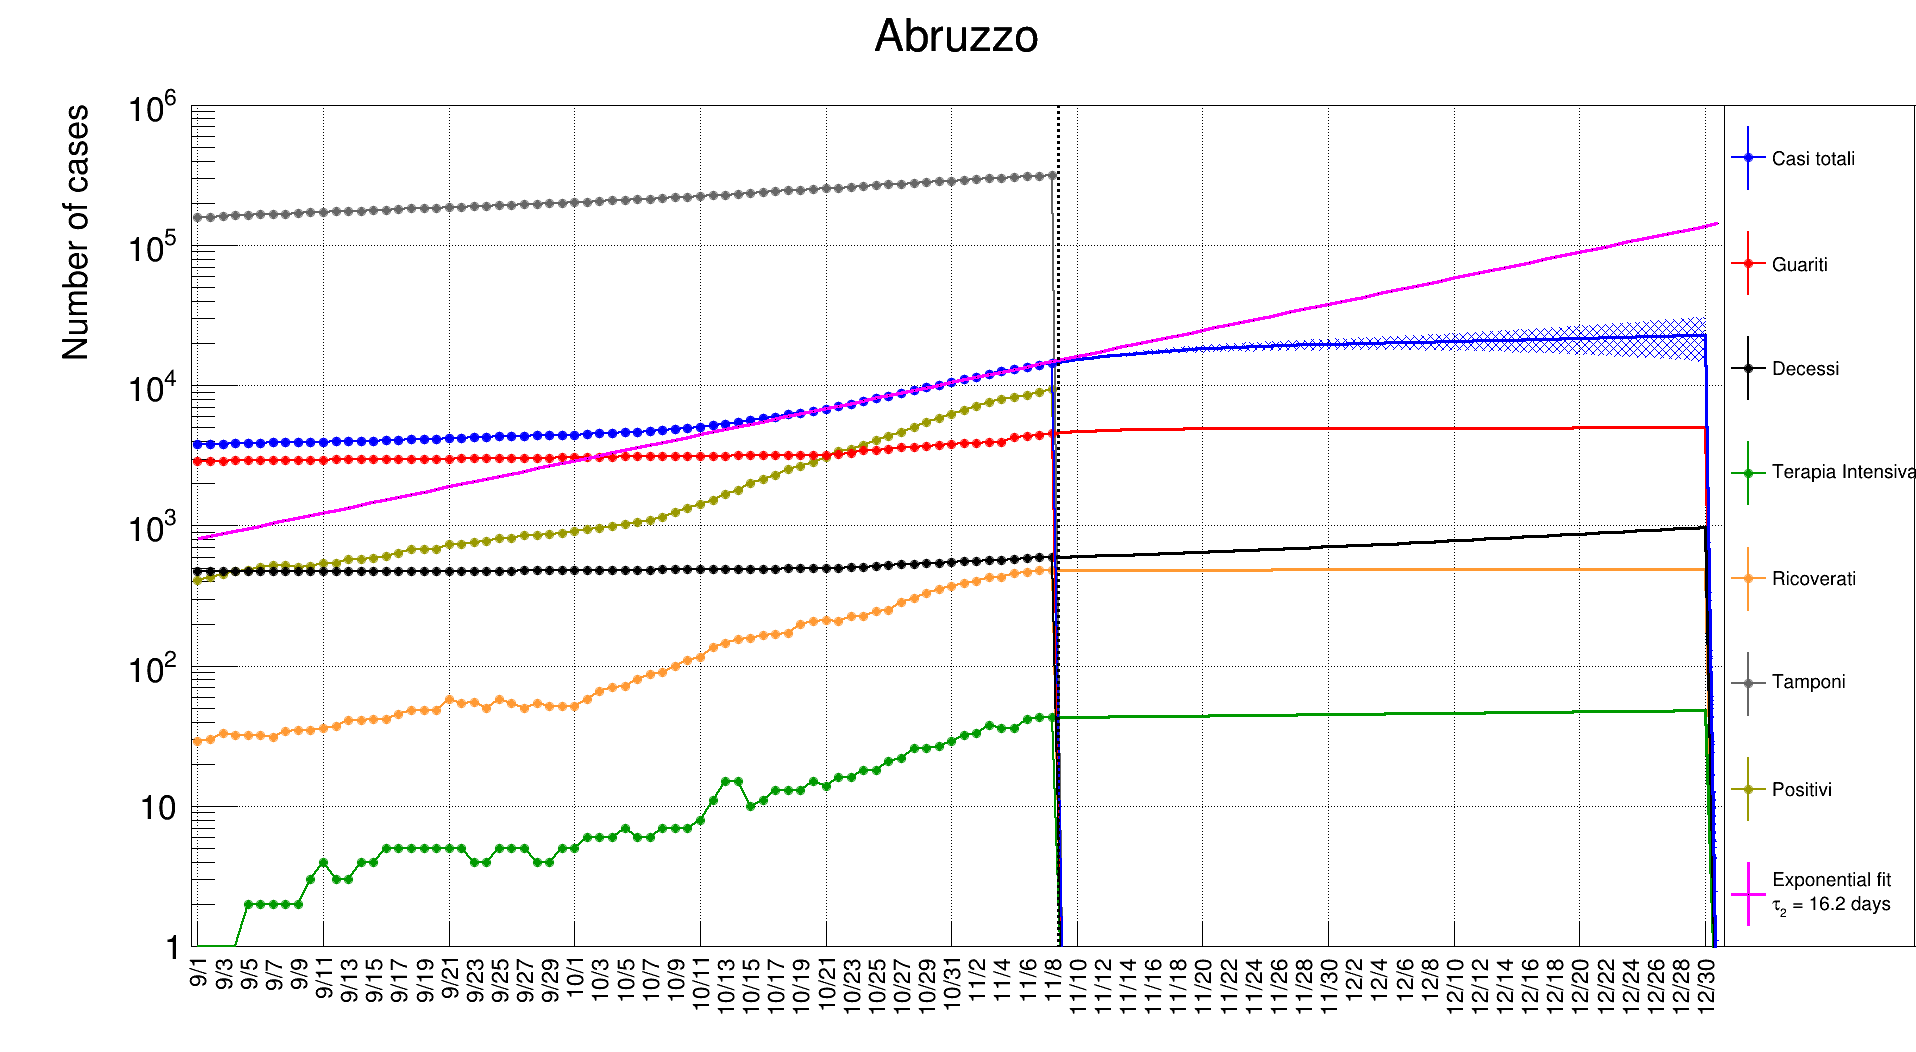 Abruzzo
Number of cases
10^6
10^5
10^4
10^3
10^2
10
1
9/1 9/3 9/5 9/7 9/9 9/11 9/13 9/15 9/17 9/19 9/21 9/23 9/25 9/27 9/29 10/1 10/3 10/5 10/7 10/9 10/11 10/13 10/15 10/17 10/19 10/21 10/23 10/25 10/27 10/29 10/31 11/2 11/4 11/6 11/8 11/10 11/12 11/14 11/16 11/18 11/20 11/22 11/24 11/26 11/28 11/30 12/2 12/4 12/6 12/8 12/10 12/12 12/14 12/16 12/18 12/20 12/22 12/24 12/26 12/28 12/30
Casi totali
Guariti
Decessi
Terapia Intensiva
Ricoverati
Tamponi
Positivi
Exponential fit
τ_2 = 16.2 days